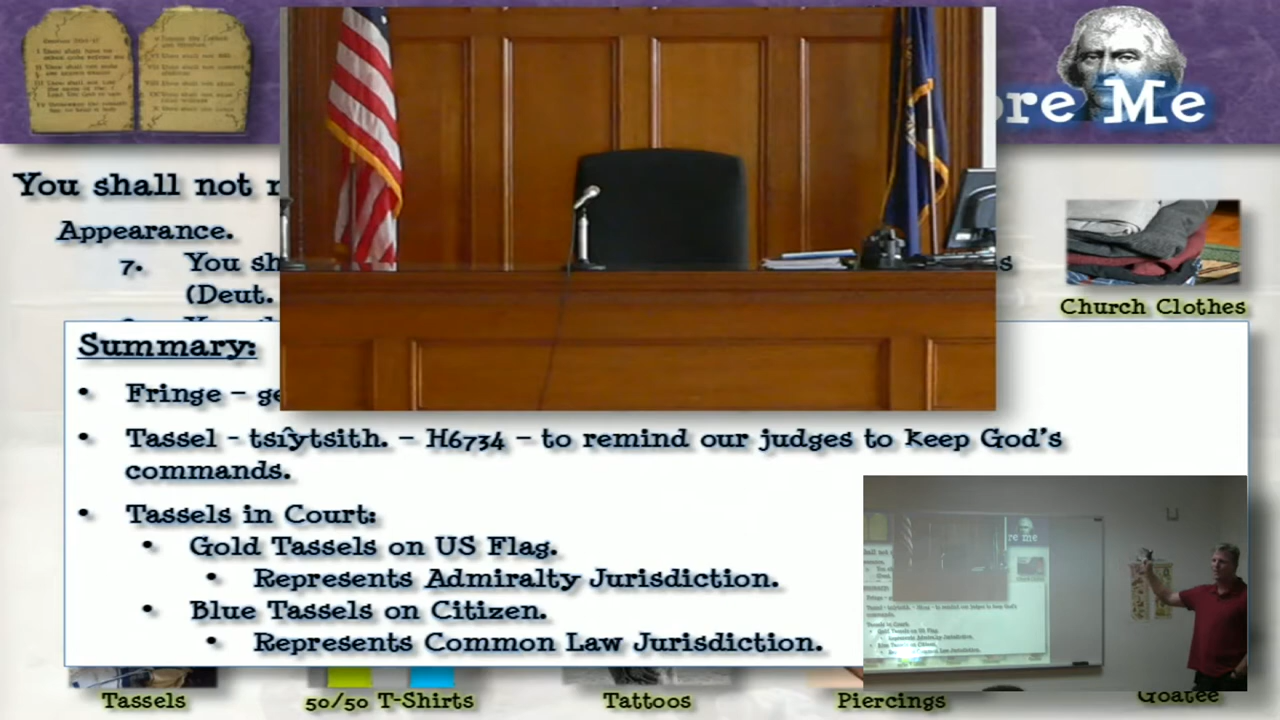 ore Me
You shall not
Appearance.
7. You sh
(Deut.
Church Clothes
Summary:
• Fringe – ge
• Tassel - tsı̂ytsith. – H6734 – to remind our judges to keep God's
commands.
• Tassels in Court:
• Gold Tassels on US Flag.
• Represents Admiralty Jurisdiction.
• Blue Tassels on Citizen.
• Represents Common Law Jurisdiction.
Tassels
50/50 T-Shirts
Tattoos
Piercings
Goatee